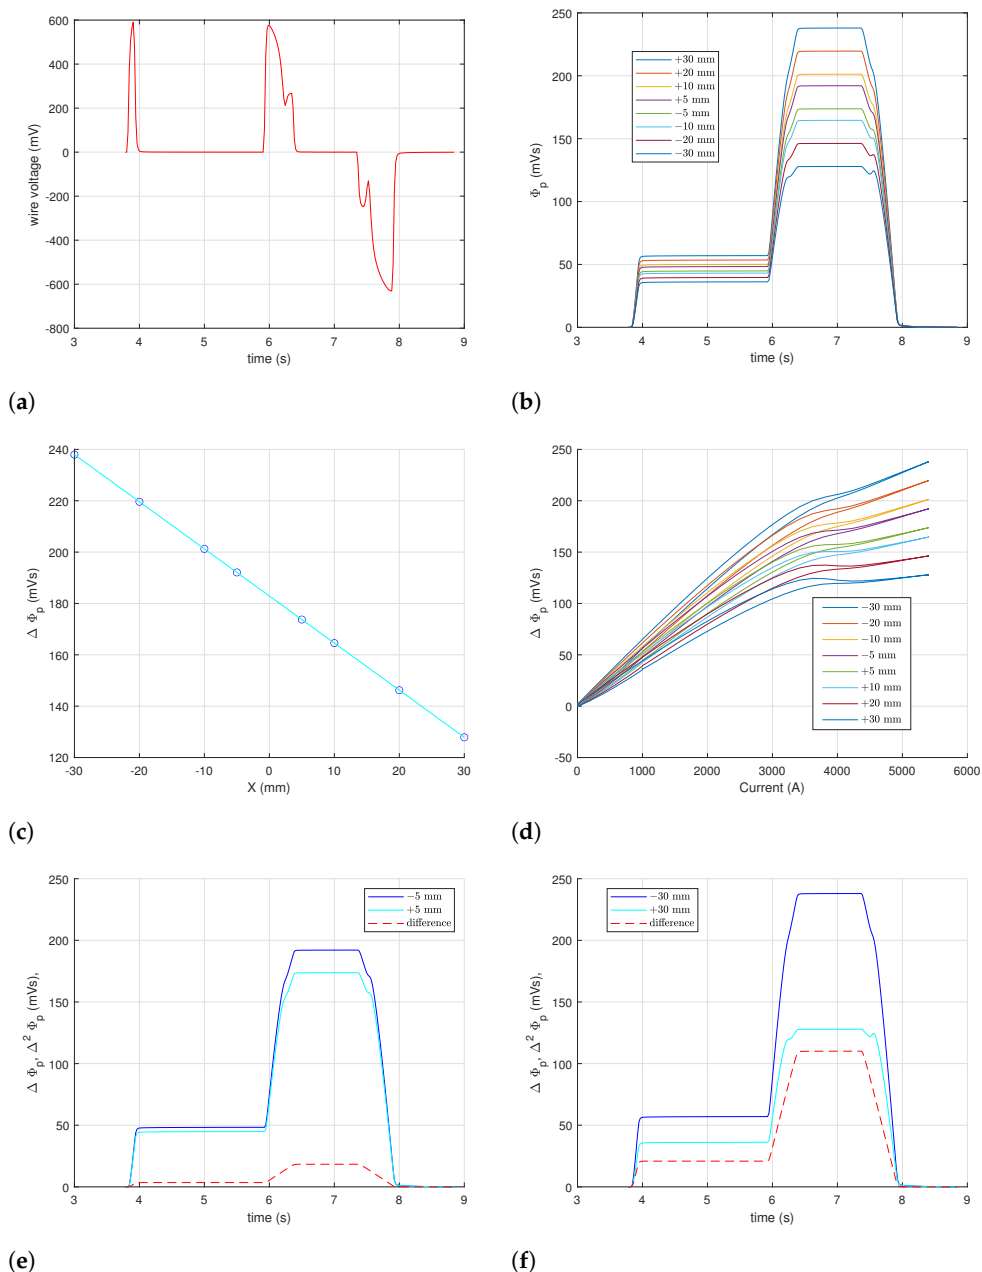 600
400
200
0
-200
-400
-600
-800
3 4 5 6 7 8 9
wire voltage (mV)
time (s)
(a)
250
200
150
100
50
0
3 4 5 6 7 8 9
Φp (mVs)
time (s)
+30 mm
+20 mm
+10 mm
+5 mm
−5 mm
−10 mm
−20 mm
−30 mm
(b)
240
220
200
180
160
140
120
-30 -20 -10 0 10 20 30
Δ Φp (mVs)
X (mm)
(c)
250
200
150
100
50
0
-50
0 1000 2000 3000 4000 5000 6000
Δ Φp (mVs)
Current (A)
−30 mm
−20 mm
−10 mm
−5 mm
+5 mm
+10 mm
+20 mm
+30 mm
(d)
250
200
150
100
50
0
3 4 5 6 7 8 9
Δ Φp, Δ² Φp (mVs),
time (s)
−5 mm
+5 mm
difference
(e)
250
200
150
100
50
0
3 4 5 6 7 8 9
Δ Φp, Δ² Φp (mVs),
time (s)
−30 mm
+30 mm
difference
(f)